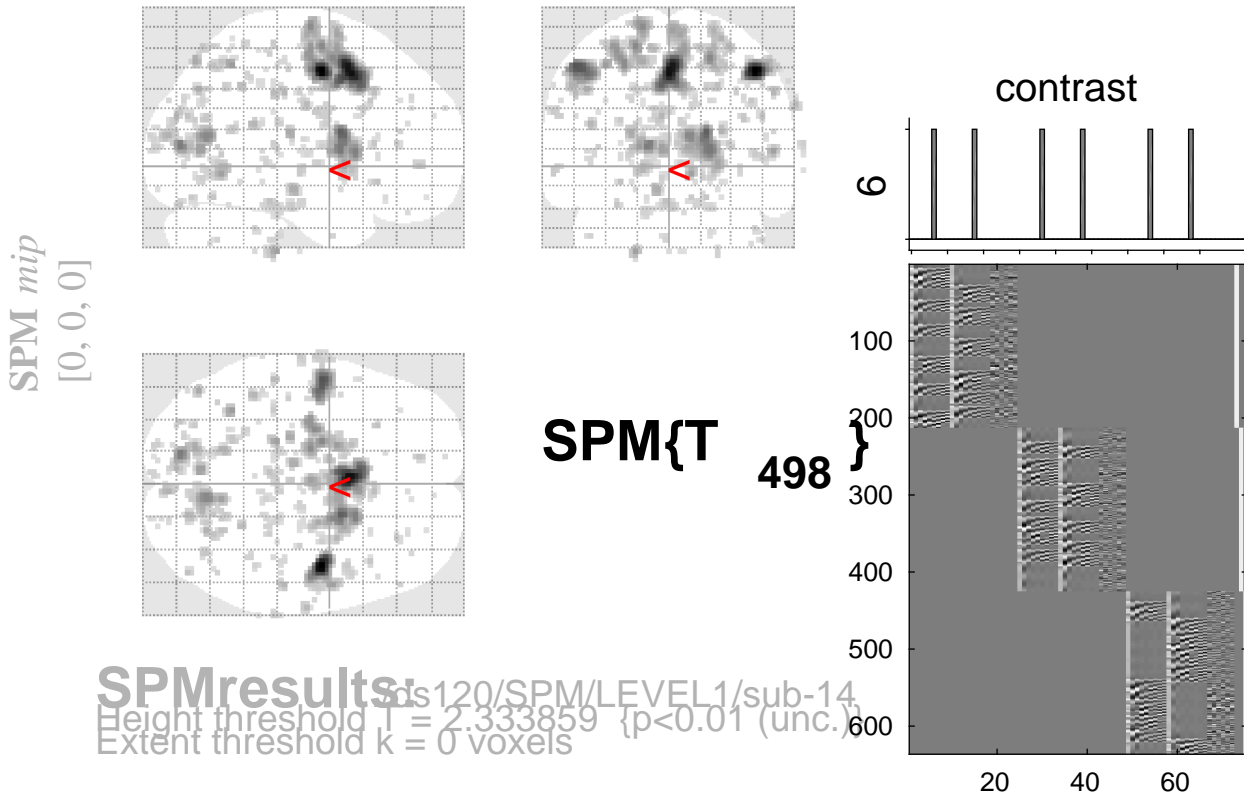 SPM mip
[0, 0, 0]
<
<
<
SPM{T498}
SPMresults: /ds120/SPM/LEVEL1/sub-14
Height threshold T = 2.333859 {p<0.01 (unc.)}
Extent threshold k = 0 voxels
contrast
6
100
200
300
400
500
600
20 40 60